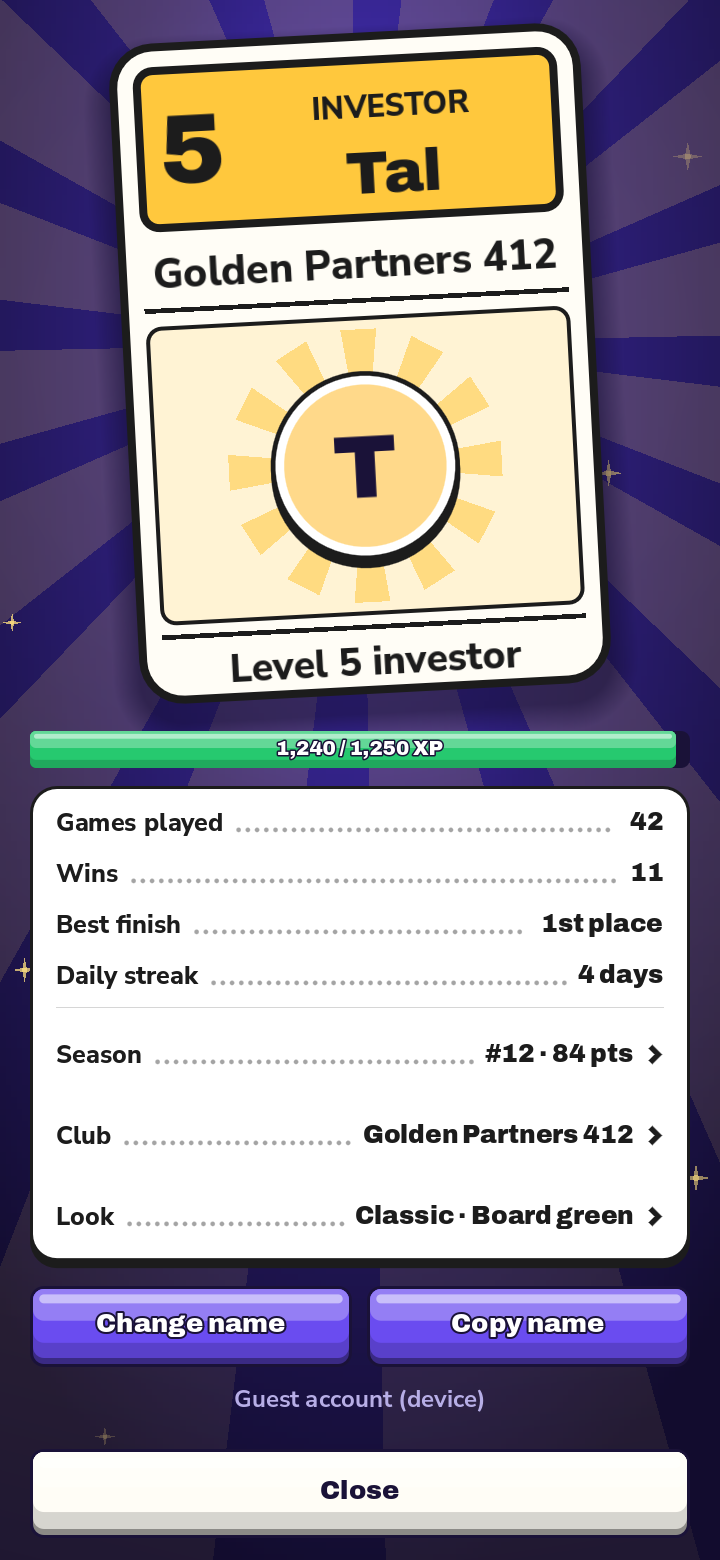 5
INVESTOR
Tal
Golden Partners 412
T
Level 5 investor
1,240 / 1,250 XP
Games played 42
Wins 11
Best finish 1st place
Daily streak 4 days
Season #12 · 84 pts
Club Golden Partners 412
Look Classic · Board green
Change name Copy name
Guest account (device)
Close